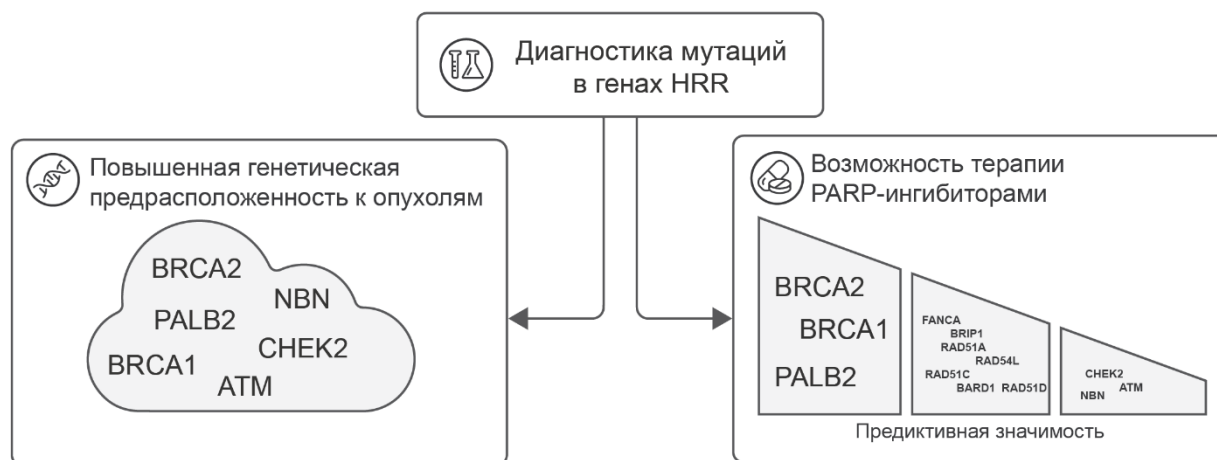 Диагностика мутаций
в генах HRR
Повышенная генетическая
предрасположенность к опухолям
BRCA2
NBN
PALB2
CHEK2
BRCA1
ATM
Возможность терапии
PARP-ингибиторами
BRCA2
BRCA1
PALB2
FANCA
BRIP1
RAD51A
RAD54L
RAD51C
BARD1 RAD51D
CHEK2
ATM
NBN
Предиктивная значимость